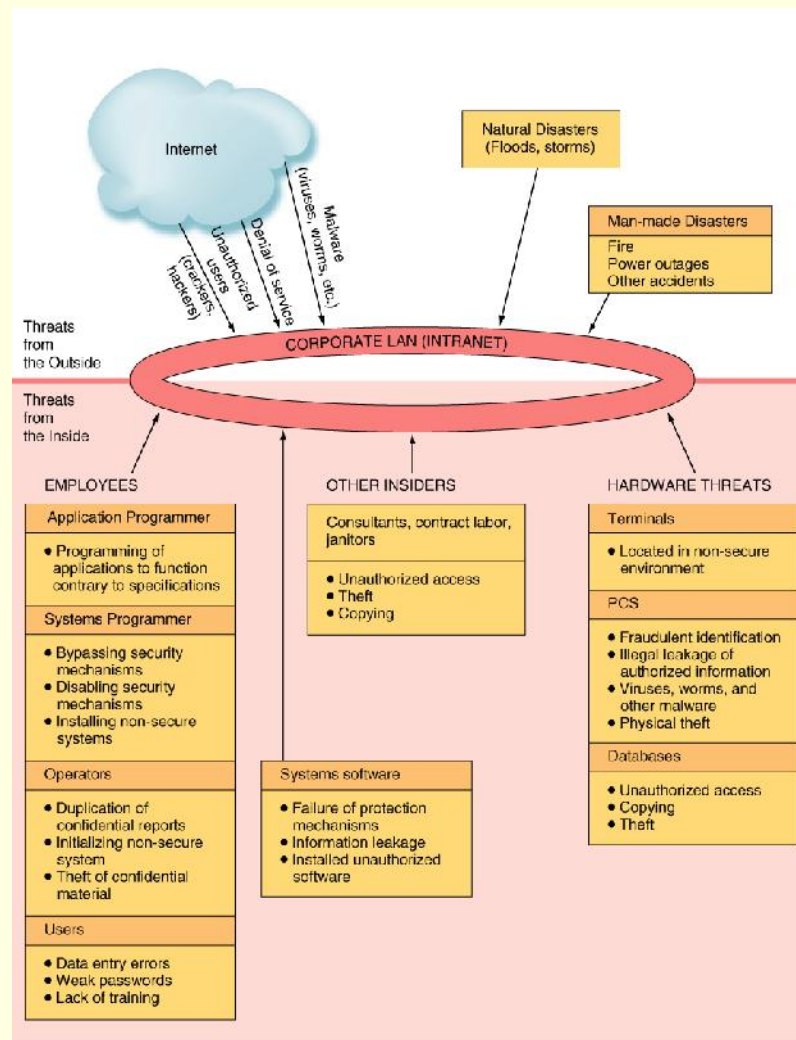 Internet
Malware
(viruses, worms, etc.)
Denial of service
Unauthorized
users
(crackers,
hackers)
Natural Disasters
(Floods, storms)
Man-made Disasters
Fire
Power outages
Other accidents
Threats
from
the Outside
CORPORATE LAN (INTRANET)
Threats
from
the Inside
EMPLOYEES
Application Programmer
● Programming of
applications to function
contrary to specifications
Systems Programmer
● Bypassing security
mechanisms
● Disabling security
mechanisms
● Installing non-secure
systems
Operators
● Duplication of
confidential reports
● Initializing non-secure
system
● Theft of confidential
material
Users
● Data entry errors
● Weak passwords
● Lack of training
OTHER INSIDERS
Consultants, contract labor,
janitors
● Unauthorized access
● Theft
● Copying
Systems software
● Failure of protection
mechanisms
● Information leakage
● Installed unauthorized
software
HARDWARE THREATS
Terminals
● Located in non-secure
environment
PCS
● Fraudulent identification
● Illegal leakage of
authorized information
● Viruses, worms, and
other malware
● Physical theft
Databases
● Unauthorized access
● Copying
● Theft